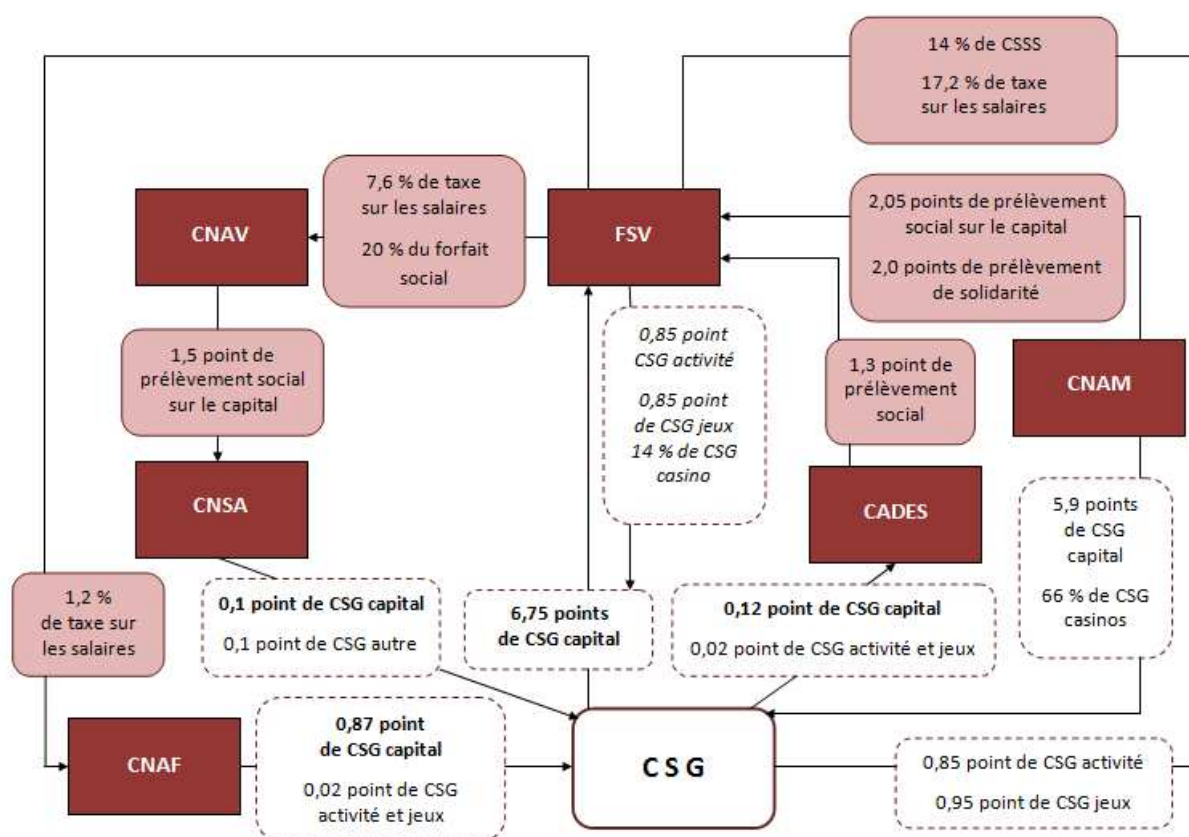 14 % de CSSS
17,2 % de taxe
sur les salaires
7,6 % de taxe
sur les salaires
20 % du forfait
social
CNAV
FSV
2,05 points de prélèvement
social sur le capital
2,0 points de prélèvement
de solidarité
1,5 point de
prélèvement social
sur le capital
0,85 point
CSG activité
0,85 point
de CSG jeux
14 % de CSG
casino
1,3 point de
prélèvement
social
CNAM
CNSA
CADES
5,9 points
de CSG
capital
66 % de CSG
casinos
1,2 %
de taxe sur
les salaires
0,1 point de CSG capital
0,1 point de CSG autre
6,75 points
de CSG capital
0,12 point de CSG capital
0,02 point de CSG activité et jeux
CNAF
0,87 point
de CSG capital
0,02 point de CSG
activité et jeux
CSG
0,85 point de CSG activité
0,95 point de CSG jeux